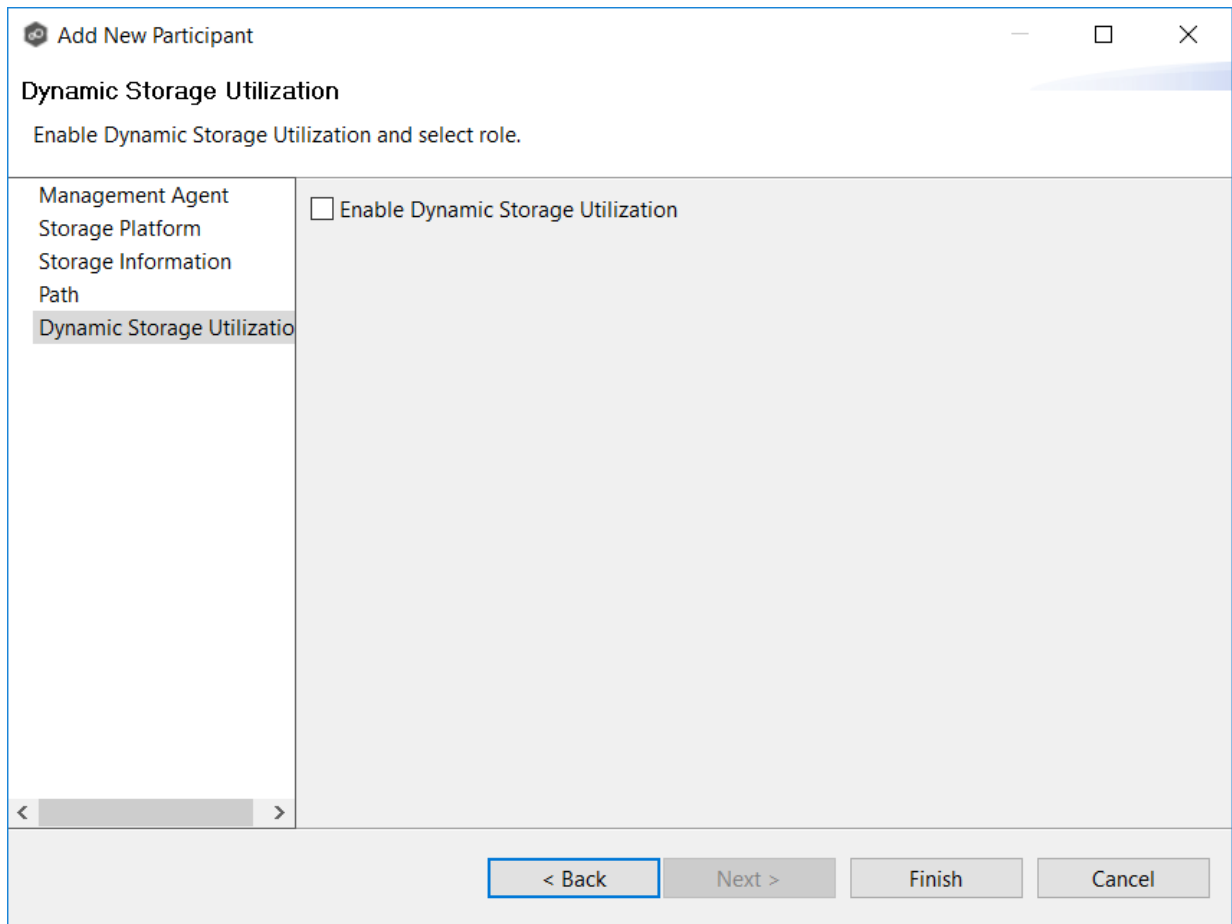 Add New Participant
Dynamic Storage Utilization
Enable Dynamic Storage Utilization and select role.
Management Agent
Storage Platform
Storage Information
Path
Dynamic Storage Utilizatio
Enable Dynamic Storage Utilization
< Back
Next >
Finish
Cancel